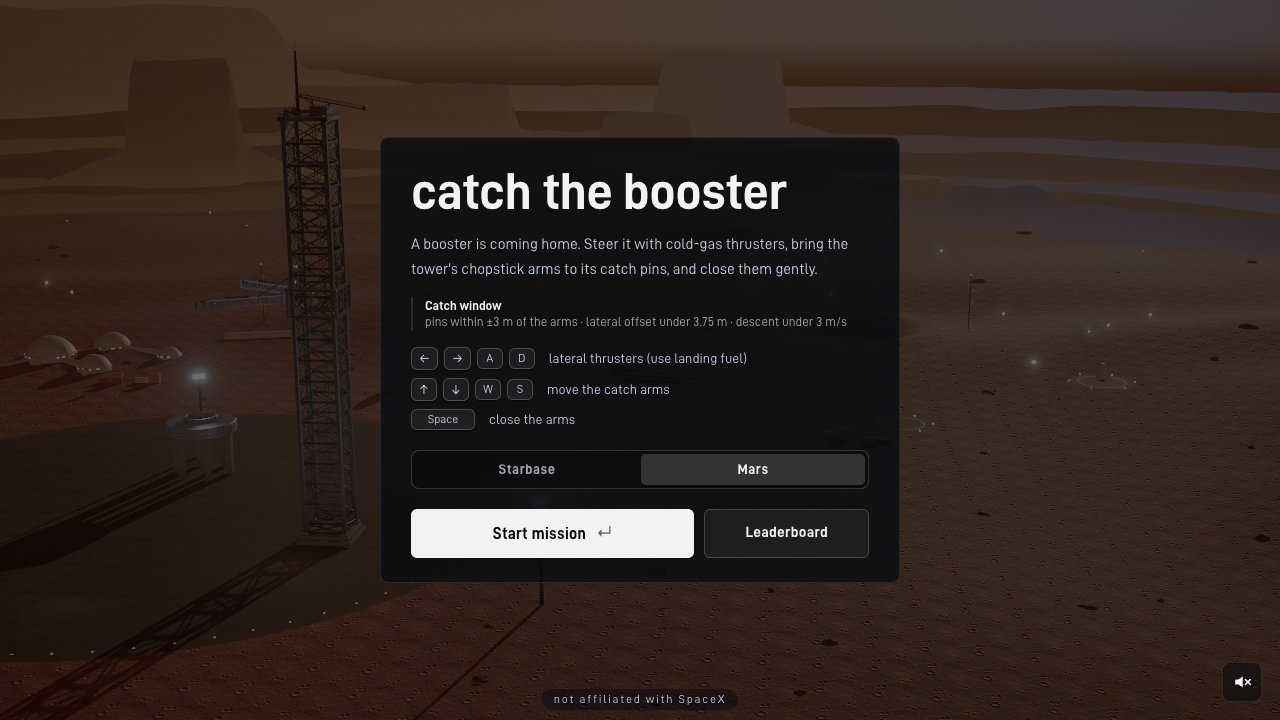 catch the booster
A booster is coming home. Steer it with cold-gas thrusters, bring the
tower's chopstick arms to its catch pins, and close them gently.
Catch window
pins within ±3 m of the arms · lateral offset under 3.75 m · descent under 3 m/s
← → A D lateral thrusters (use landing fuel)
↑ ↓ W S move the catch arms
Space close the arms
Starbase Mars
Start mission ↵ Leaderboard
not affiliated with SpaceX